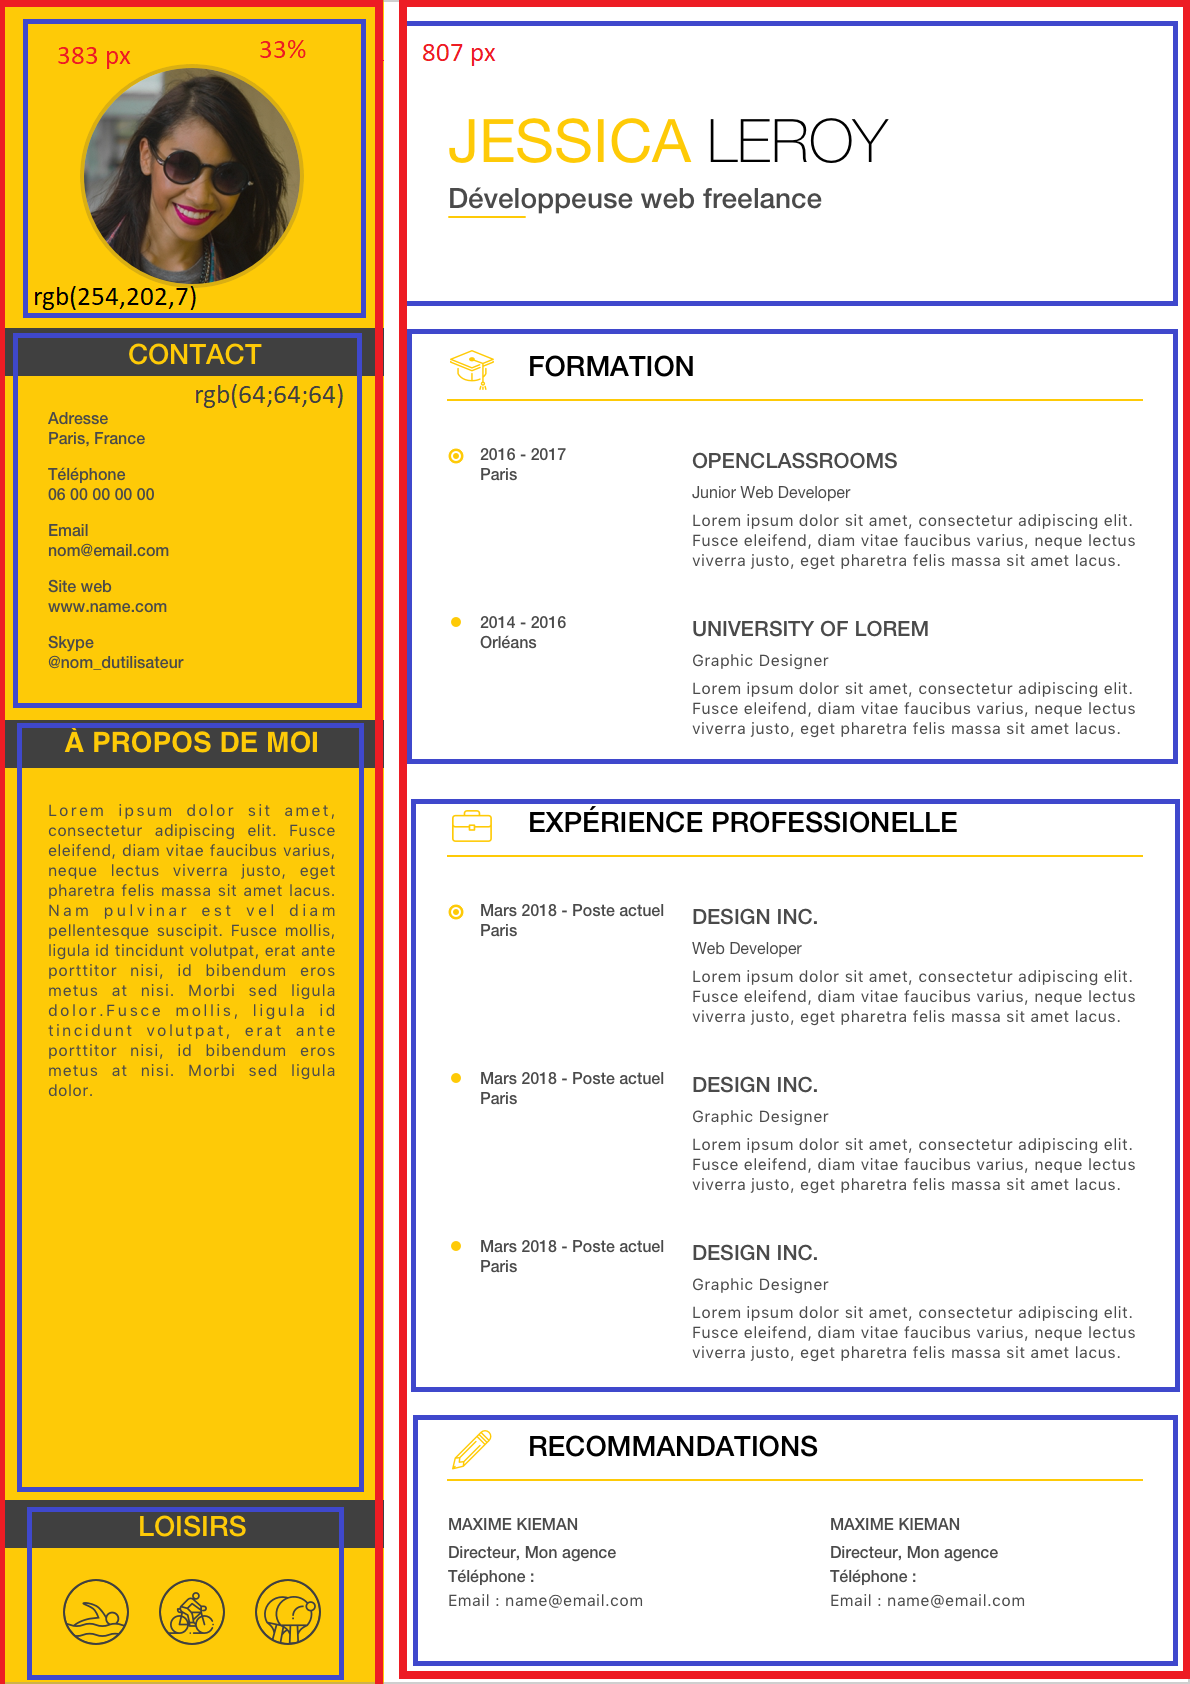 383 px
33%
rgb(254,202,7)
CONTACT
rgb(64;64;64)
Adresse
Paris, France
Téléphone
06 00 00 00 00
Email
nom@email.com
Site web
www.name.com
Skype
@nom_dutilisateur
À PROPOS DE MOI
Lorem ipsum dolor sit amet,
consectetur adipiscing elit. Fusce
eleifend, diam vitae faucibus varius,
neque lectus viverra justo, eget
pharetra felis massa sit amet lacus.
Nam pulvinar est vel diam
pellentesque suscipit. Fusce mollis,
ligula id tincidunt volutpat, erat ante
porttitor nisi, id bibendum eros
metus at nisi. Morbi sed ligula
dolor.Fusce mollis, ligula id
tincidunt volutpat, erat ante
porttitor nisi, id bibendum eros
metus at nisi. Morbi sed ligula
dolor.
LOISIRS
807 px
JESSICA LEROY
Développeuse web freelance
FORMATION
2016 - 2017
Paris
OPENCLASSROOMS
Junior Web Developer
Lorem ipsum dolor sit amet, consectetur adipiscing elit.
Fusce eleifend, diam vitae faucibus varius, neque lectus
viverra justo, eget pharetra felis massa sit amet lacus.
2014 - 2016
Orléans
UNIVERSITY OF LOREM
Graphic Designer
Lorem ipsum dolor sit amet, consectetur adipiscing elit.
Fusce eleifend, diam vitae faucibus varius, neque lectus
viverra justo, eget pharetra felis massa sit amet lacus.
EXPÉRIENCE PROFESSIONELLE
Mars 2018 - Poste actuel
Paris
DESIGN INC.
Web Developer
Lorem ipsum dolor sit amet, consectetur adipiscing elit.
Fusce eleifend, diam vitae faucibus varius, neque lectus
viverra justo, eget pharetra felis massa sit amet lacus.
Mars 2018 - Poste actuel
Paris
DESIGN INC.
Graphic Designer
Lorem ipsum dolor sit amet, consectetur adipiscing elit.
Fusce eleifend, diam vitae faucibus varius, neque lectus
viverra justo, eget pharetra felis massa sit amet lacus.
Mars 2018 - Poste actuel
Paris
DESIGN INC.
Graphic Designer
Lorem ipsum dolor sit amet, consectetur adipiscing elit.
Fusce eleifend, diam vitae faucibus varius, neque lectus
viverra justo, eget pharetra felis massa sit amet lacus.
RECOMMANDATIONS
MAXIME KIEMAN
Directeur, Mon agence
Téléphone :
Email : name@email.com
MAXIME KIEMAN
Directeur, Mon agence
Téléphone :
Email : name@email.com